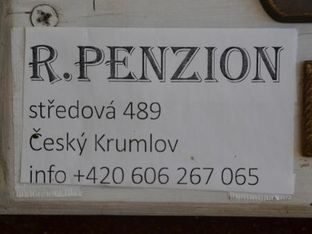 R.PENZION
středová 489
Český Krumlov
info +420 606 267 065